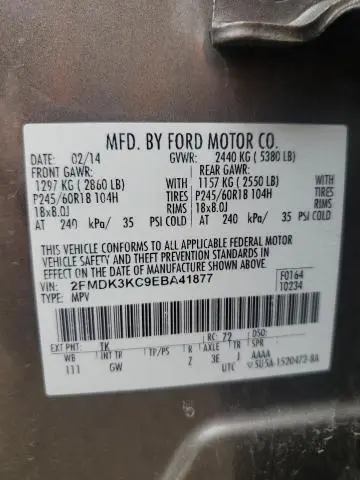 MFD. BY FORD MOTOR CO.
DATE: 02/14 GVWR: 2440 KG ( 5380 LB)
FRONT GAWR: REAR GAWR:
1297 KG ( 2860 LB) 1157 KG ( 2550 LB)
P245/60R18 104H TIRES P245/60R18 104H TIRES
18x8.0J RIMS 18x8.0J RIMS
AT 240 kPa/ 35 PSI COLD AT 240 kPa/ 35 PSI COLD
THIS VEHICLE CONFORMS TO ALL APPLICABLE FEDERAL MOTOR
VEHICLE SAFETY AND THEFT PREVENTION STANDARDS IN EFFECT
ON THE DATE OF MANUFACTURE SHOWN ABOVE.
VIN: 2FMDK3KC9EBA41877 F0164
TYPE: MPV 10234
EXT PNT: TK RC: 72 DSO:
WB INT TR TP/PS R AXLE TR SPR
111 GW Z 3E J AAAA
UTC 5U5A-1520472-BA